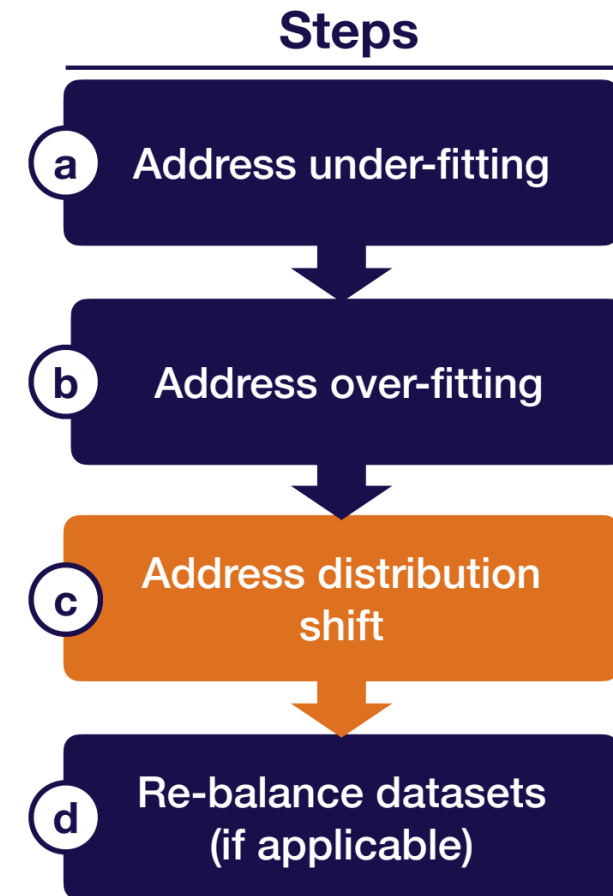 Steps
a
Address under-fitting
b
Address over-fitting
c
Address distribution
shift
d
Re-balance datasets
(if applicable)